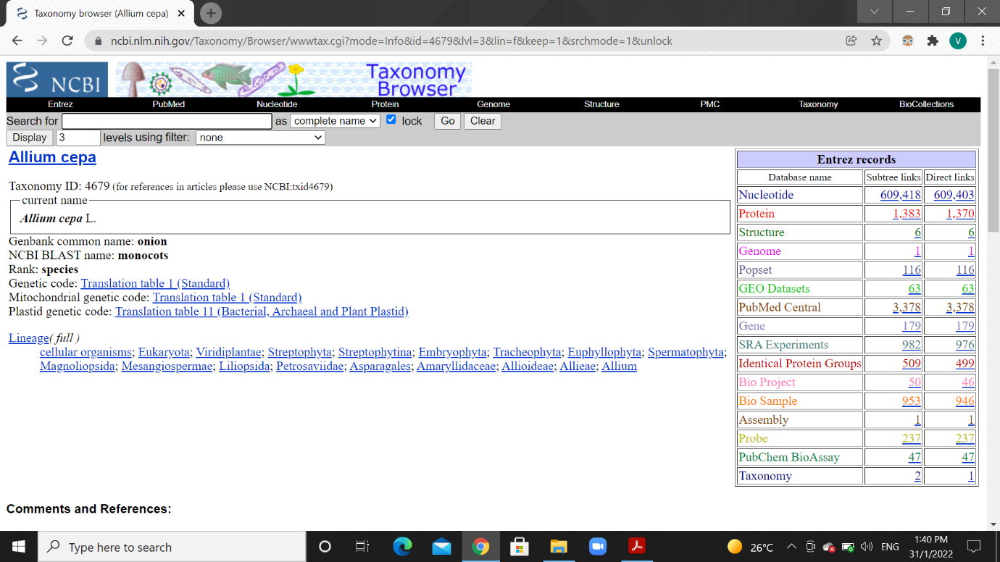 Taxonomy browser (Allium cepa)
ncbi.nlm.nih.gov/Taxonomy/Browser/wwwtax.cgi?mode=Info&id=4679&lvl=3&lin=f&keep=1&srchmode=1&unlock
V
NCBI
Taxonomy
Browser
Entrez PubMed Nucleotide Protein Genome Structure PMC Taxonomy BioCollections
Search for as complete name lock Go Clear
Display 3 levels using filter: none
Allium cepa
Taxonomy ID: 4679 (for references in articles please use NCBI:txid4679)
current name
Allium cepa L.
Genbank common name: onion
NCBI BLAST name: monocots
Rank: species
Genetic code: Translation table 1 (Standard)
Mitochondrial genetic code: Translation table 1 (Standard)
Plastid genetic code: Translation table 11 (Bacterial, Archaeal and Plant Plastid)
Lineage( full )
cellular organisms; Eukaryota; Viridiplantae; Streptophyta; Streptophytina; Embryophyta; Tracheophyta; Euphyllophyta; Spermatophyta;
Magnoliopsida; Mesangiospermae; Liliopsida; Petrosaviidae; Asparagales; Amaryllidaceae; Allioideae; Allieae; Allium
Entrez records
Database name Subtree links Direct links
Nucleotide 609,418 609,403
Protein 1,383 1,370
Structure 6 6
Genome 1 1
Popset 116 116
GEO Datasets 63 63
PubMed Central 3,378 3,378
Gene 179 179
SRA Experiments 982 976
Identical Protein Groups 509 499
Bio Project 50 46
Bio Sample 953 946
Assembly 1 1
Probe 237 237
PubChem BioAssay 47 47
Taxonomy 2 1
Comments and References:
Type here to search
26°C
ENG
1:40 PM
31/1/2022